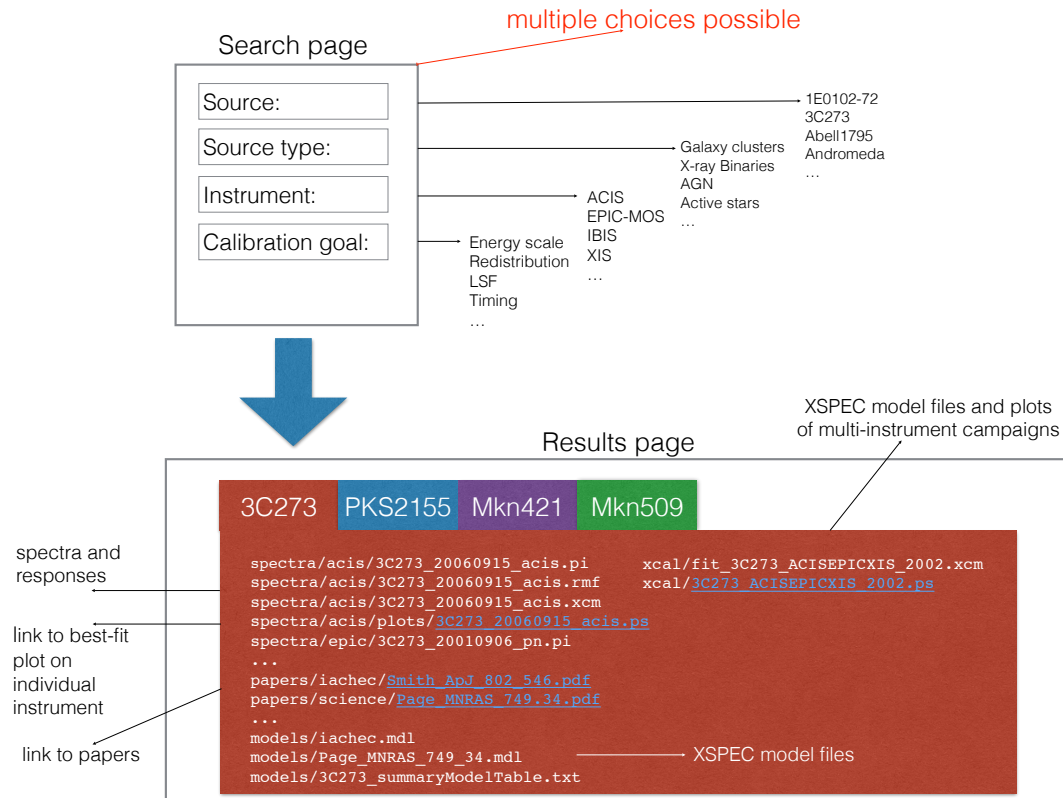 multiple choices possible
Search page
Source:
Source type:
Instrument:
Calibration goal:
1E0102-72
3C273
Abell1795
Andromeda
…
Galaxy clusters
X-ray Binaries
AGN
Active stars
…
ACIS
EPIC-MOS
IBIS
XIS
…
Energy scale
Redistribution
LSF
Timing
…
XSPEC model files and plots
of multi-instrument campaigns
Results page
3C273
PKS2155
Mkn421
Mkn509
spectra and
responses
link to best-fit
plot on
individual
instrument
link to papers
spectra/acis/3C273_20060915_acis.pi
spectra/acis/3C273_20060915_acis.rmf
spectra/acis/3C273_20060915_acis.xcm
spectra/acis/plots/3C273_20060915_acis.ps
spectra/epic/3C273_20010906_pn.pi
...
papers/iachec/Smith_ApJ_802_546.pdf
papers/science/Page_MNRAS_749.34.pdf
...
models/iachec.mdl
models/Page_MNRAS_749_34.mdl
models/3C273_summaryModelTable.txt
xcal/fit_3C273_ACISEPICXIS_2002.xcm
xcal/3C273_ACISEPICXIS_2002.ps
XSPEC model files